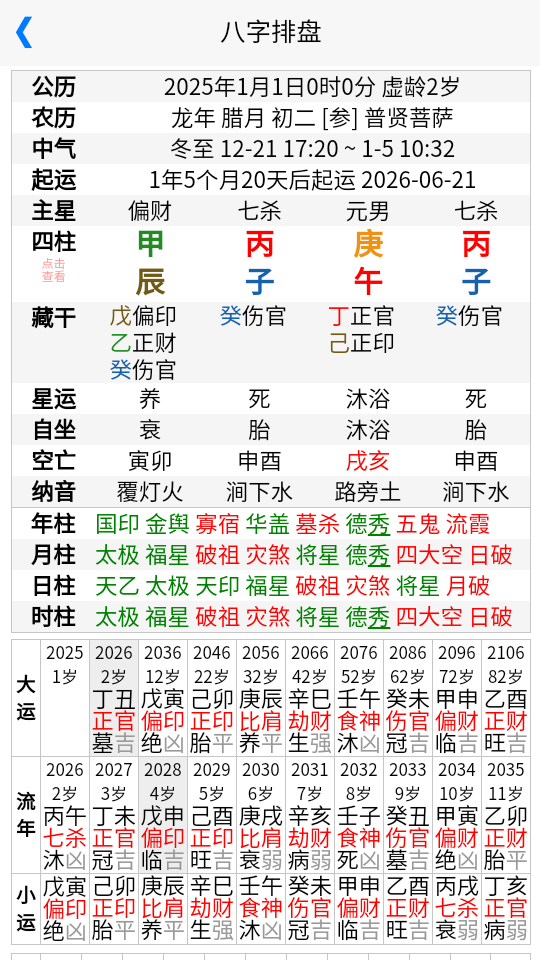 八字排盘
公历 2025年1月1日0时0分 虚龄2岁
农历 龙年 腊月 初二 [参] 普贤菩萨
中气 冬至 12-21 17:20 ~ 1-5 10:32
起运 1年5个月20天后起运 2026-06-21
主星 偏财 七杀 元男 七杀
四柱 甲 丙 庚 丙
点击
查看
辰 子 午 子
藏干 戊偏印 癸伤官 丁正官 癸伤官
乙正财 己正印
癸伤官
星运 养 死 沐浴 死
自坐 衰 胎 沐浴 胎
空亡 寅卯 申酉 戌亥 申酉
纳音 覆灯火 涧下水 路旁土 涧下水
年柱 国印 金舆 寡宿 华盖 墓杀 德秀 五鬼 流霞
月柱 太极 福星 破祖 灾煞 将星 德秀 四大空 日破
日柱 天乙 太极 天印 福星 破祖 灾煞 将星 月破
时柱 太极 福星 破祖 灾煞 将星 德秀 四大空 日破
大运
2025 2026 2036 2046 2056 2066 2076 2086 2096 2106
1岁 2岁 12岁 22岁 32岁 42岁 52岁 62岁 72岁 82岁
丁丑 戊寅 己卯 庚辰 辛巳 壬午 癸未 甲申 乙酉
正官 偏印 正印 比肩 劫财 食神 伤官 偏财 正财
墓吉 绝凶 胎平 养平 生强 沐凶 冠吉 临吉 旺吉
流年
2026 2027 2028 2029 2030 2031 2032 2033 2034 2035
2岁 3岁 4岁 5岁 6岁 7岁 8岁 9岁 10岁 11岁
丙午 丁未 戊申 己酉 庚戌 辛亥 壬子 癸丑 甲寅 乙卯
七杀 正官 偏印 正印 比肩 劫财 食神 伤官 偏财 正财
沐凶 冠吉 临吉 旺吉 衰弱 病弱 死凶 墓吉 绝凶 胎平
小运
戊寅 己卯 庚辰 辛巳 壬午 癸未 甲申 乙酉 丙戌 丁亥
偏印 正印 比肩 劫财 食神 伤官 偏财 正财 七杀 正官
绝凶 胎平 养平 生强 沐凶 冠吉 临吉 旺吉 衰弱 病弱